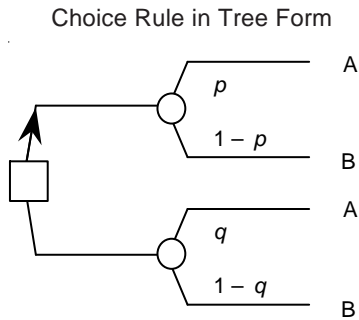 Choice Rule in Tree Form
A
p
1 – p
B
A
q
1 – q
B